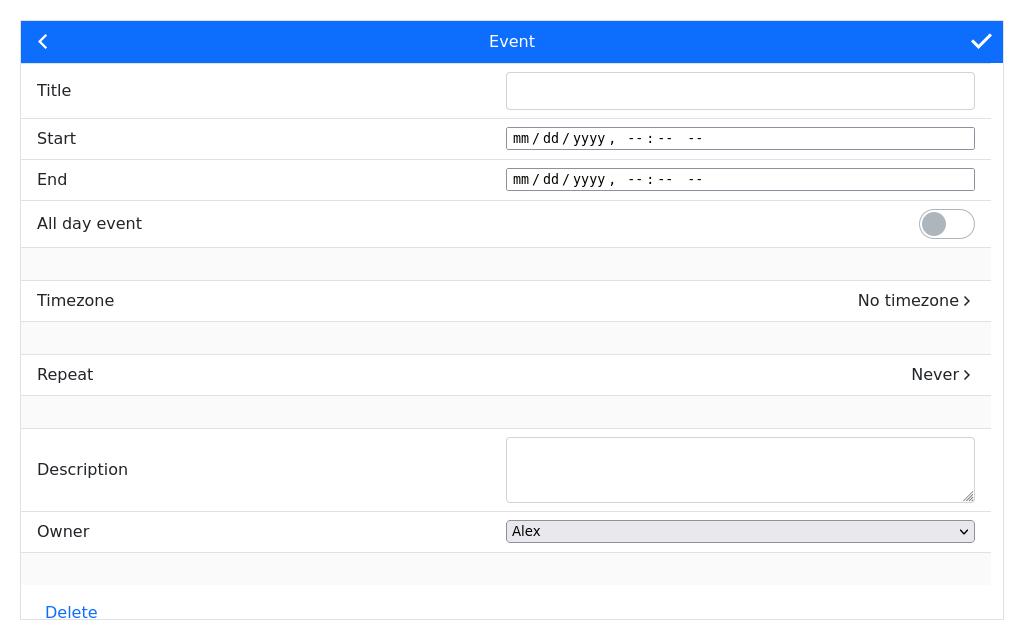 Event
Title
Start mm/dd/yyyy, --:-- --
End mm/dd/yyyy, --:-- --
All day event
Timezone No timezone
Repeat Never
Description
Owner Alex
Delete